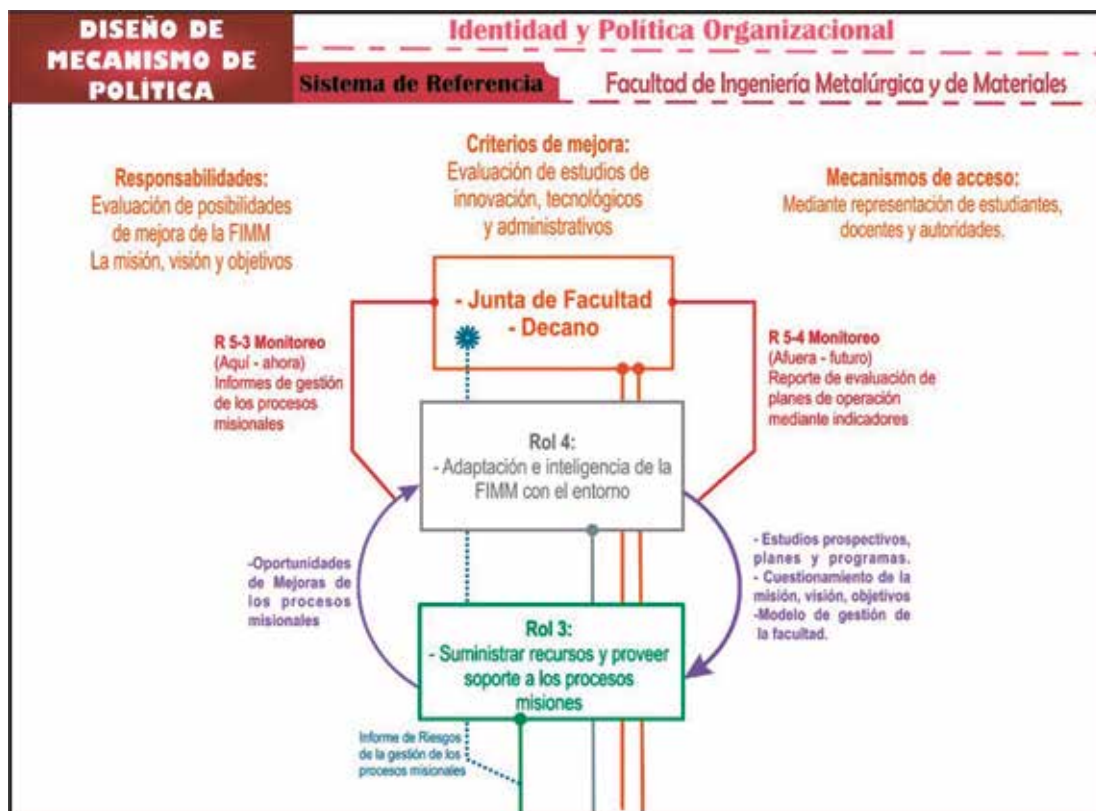 DISEÑO DE
MECANISMO DE
POLÍTICA
Identidad y Política Organizacional
Sistema de Referencia
Facultad de Ingeniería Metalúrgica y de Materiales
Responsabilidades:
Evaluación de posibilidades
de mejora de la FIMM
La misión, visión y objetivos
Criterios de mejora:
Evaluación de estudios de
innovación, tecnológicos
y administrativos
Mecanismos de acceso:
Mediante representación de estudiantes,
docentes y autoridades.
- Junta de Facultad
- Decano
R 5-3 Monitoreo
(Aquí - ahora)
Informes de gestión
de los procesos
misionales
R 5-4 Monitoreo
(Afuera - futuro)
Reporte de evaluación de
planes de operación
mediante indicadores
Rol 4:
- Adaptación e inteligencia de la
FIMM con el entorno
-Oportunidades
de Mejoras de
los procesos
misionales
- Estudios prospectivos,
planes y programas.
- Cuestionamiento de la
misión, visión, objetivos
-Modelo de gestión de
la facultad.
Rol 3:
- Suministrar recursos y proveer
soporte a los procesos
misiones
Informe de Riesgos
de la gestión de los
procesos misionales